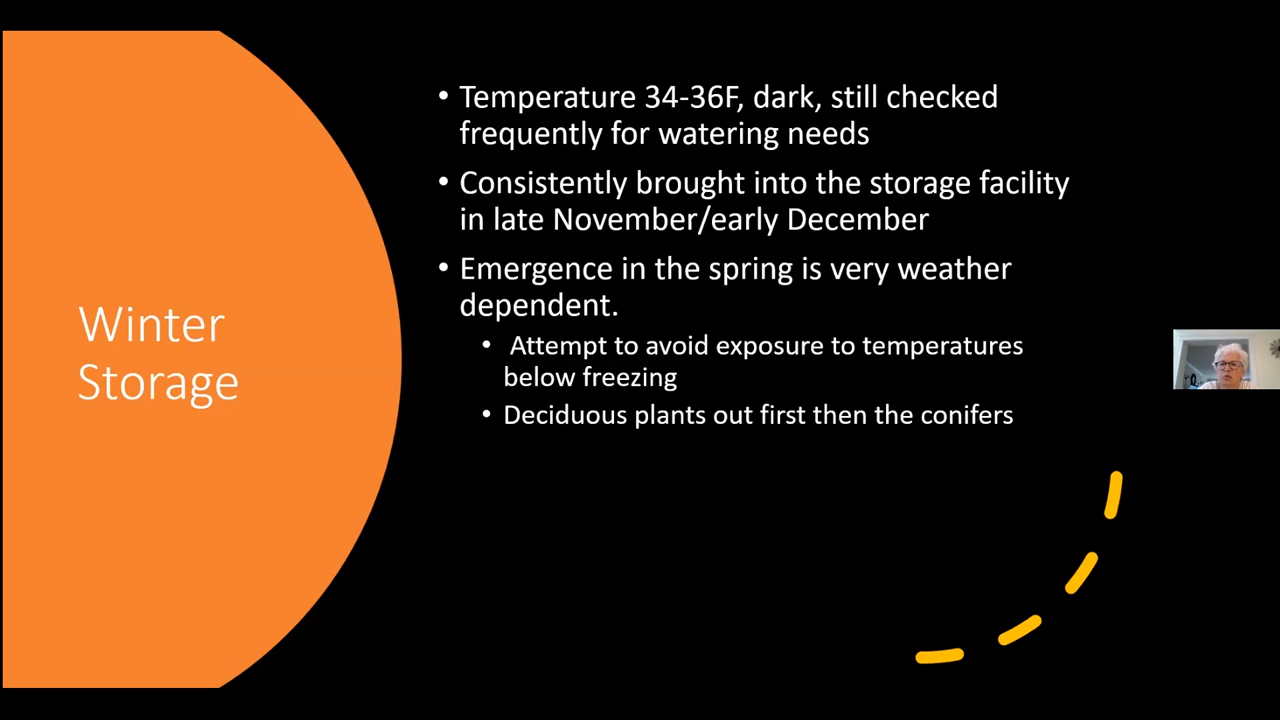 Winter
Storage
• Temperature 34-36F, dark, still checked
frequently for watering needs
• Consistently brought into the storage facility
in late November/early December
• Emergence in the spring is very weather
dependent.
• Attempt to avoid exposure to temperatures
below freezing
• Deciduous plants out first then the conifers